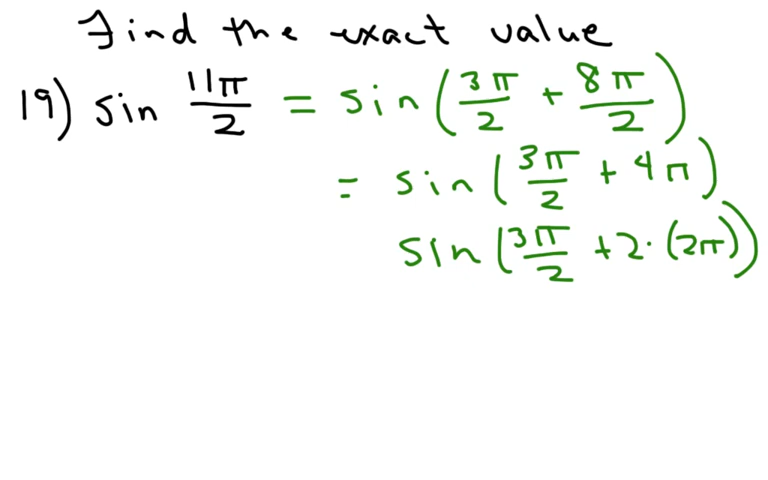 Find the exact value
19) sin 11π/2 = sin(3π/2 + 8π/2)
= sin(3π/2 + 4π)
sin(3π/2 + 2·(2π))